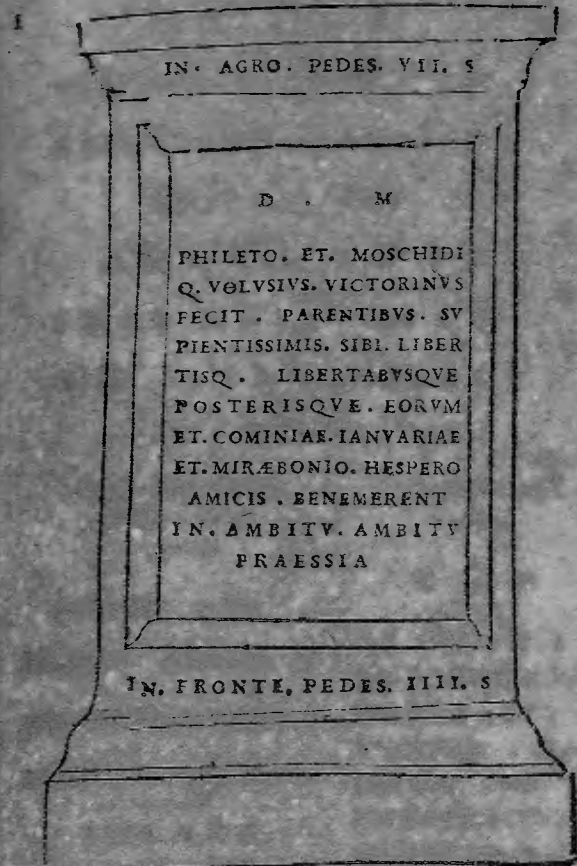 I
IN. AGRO. PEDES. VII. S
D . M
PHILETO. ET. MOSCHIDI
Q. VOLVSIVS. VICTORINVS
FECIT . PARENTIBVS. SV
PIENTISSIMIS. SIBI. LIBER
TISQ . LIBERTABVSQVE
POSTERISQVE. EORVM
ET. COMINIAE. IANVARIAE
ET. MIRÆBONIO. HESPERO
AMICIS . BENEMERENT
IN. AMBITV. AMBITV
PRAESSIA
IN. FRONTE. PEDES. IIII. S